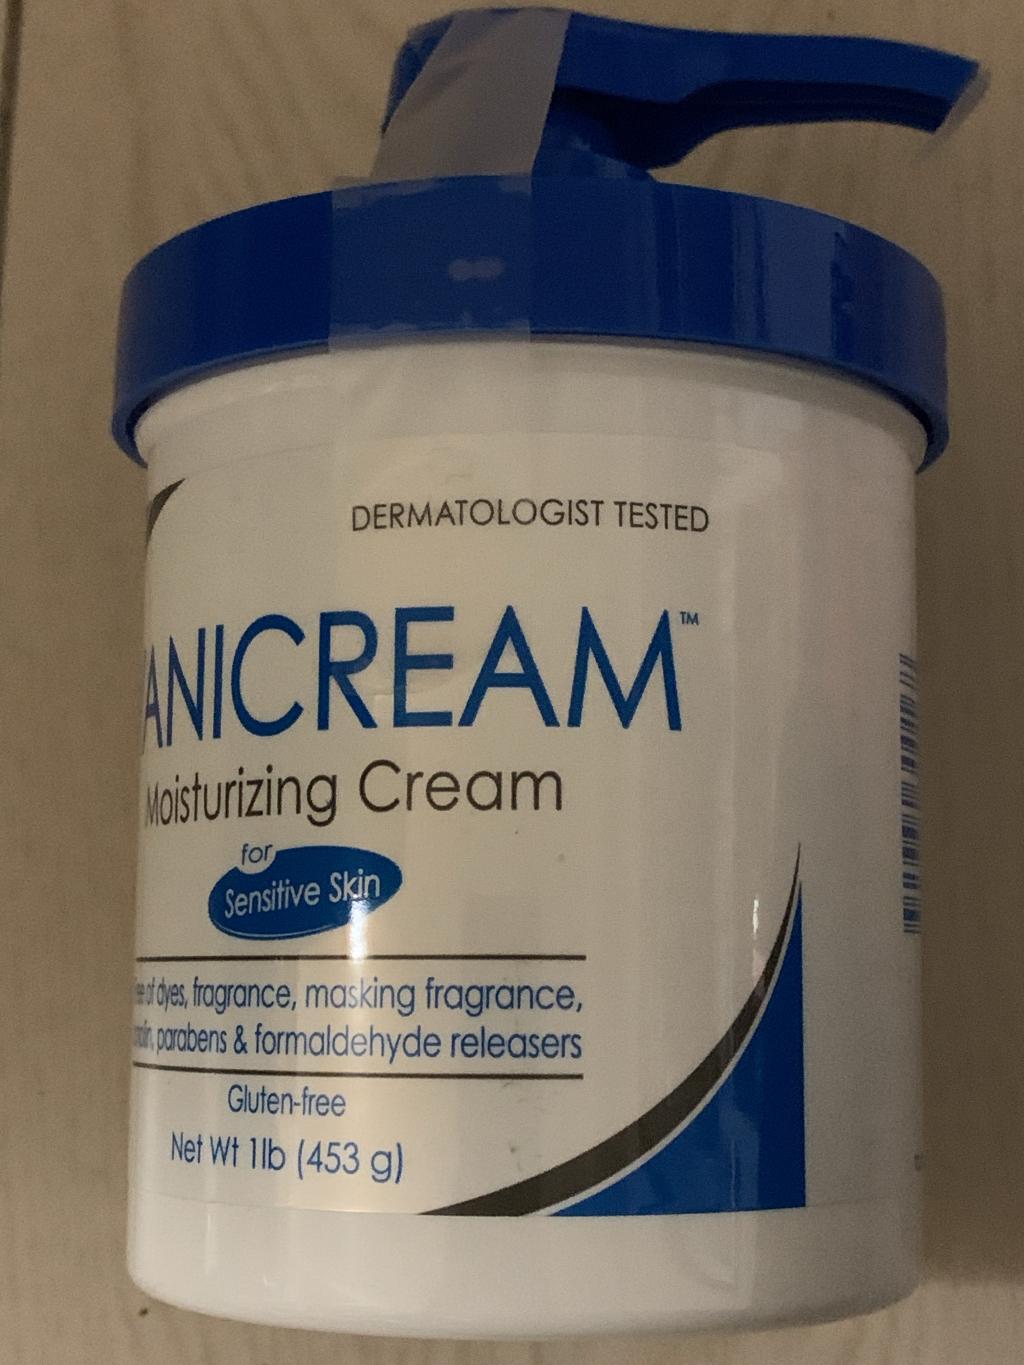 DERMATOLOGIST TESTED
ANICREAM™
Moisturizing Cream
for
Sensitive Skin
of dyes, fragrance, masking fragrance,
parabens & formaldehyde releasers
Gluten-free
Net Wt 1lb (453 g)